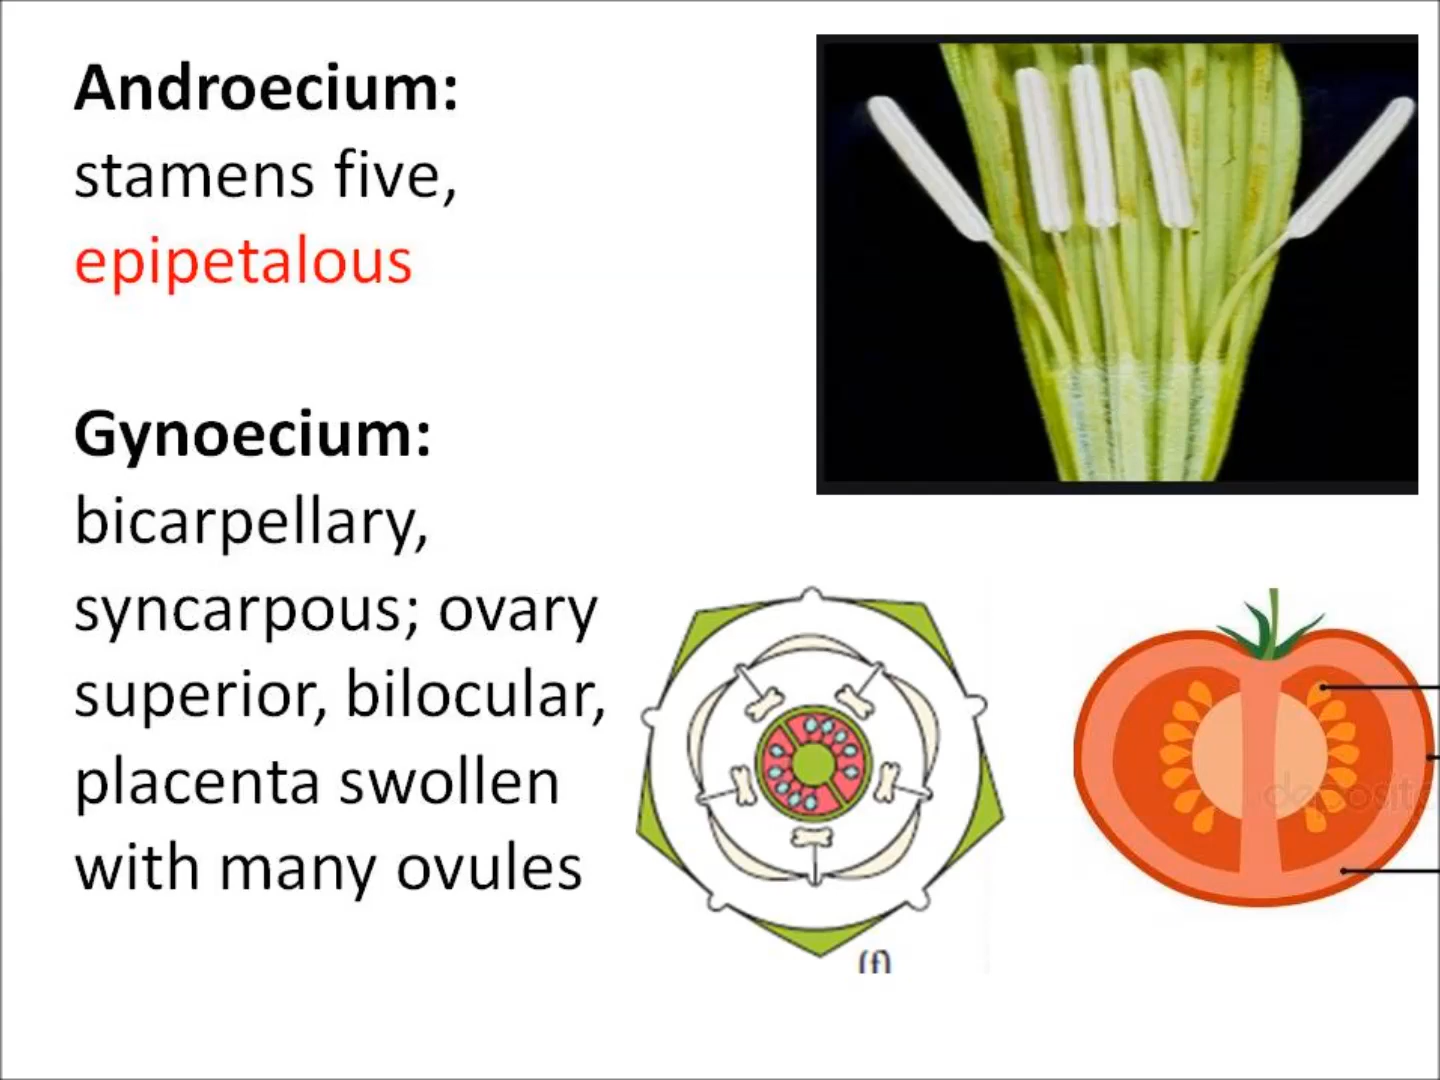 Androecium:
stamens five,
epipetalous
Gynoecium:
bicarpellary,
syncarpous; ovary
superior, bilocular,
placenta swollen
with many ovules
(f)